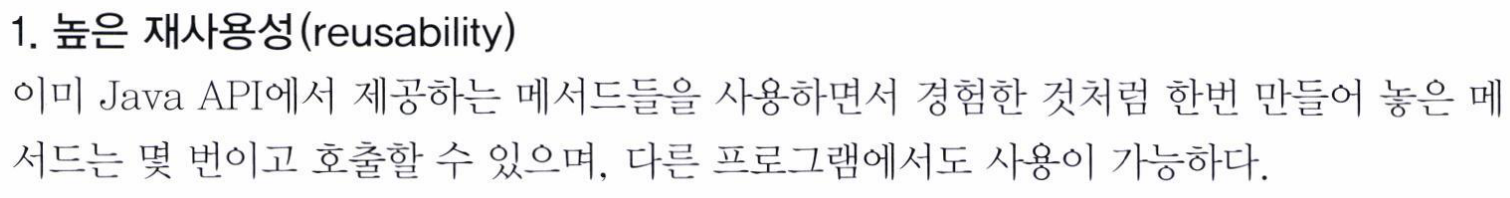 1. 높은 재사용성(reusability)
이미 Java API에서 제공하는 메서드들을 사용하면서 경험한 것처럼 한번 만들어 놓은 메
서드는 몇 번이고 호출할 수 있으며, 다른 프로그램에서도 사용이 가능하다.